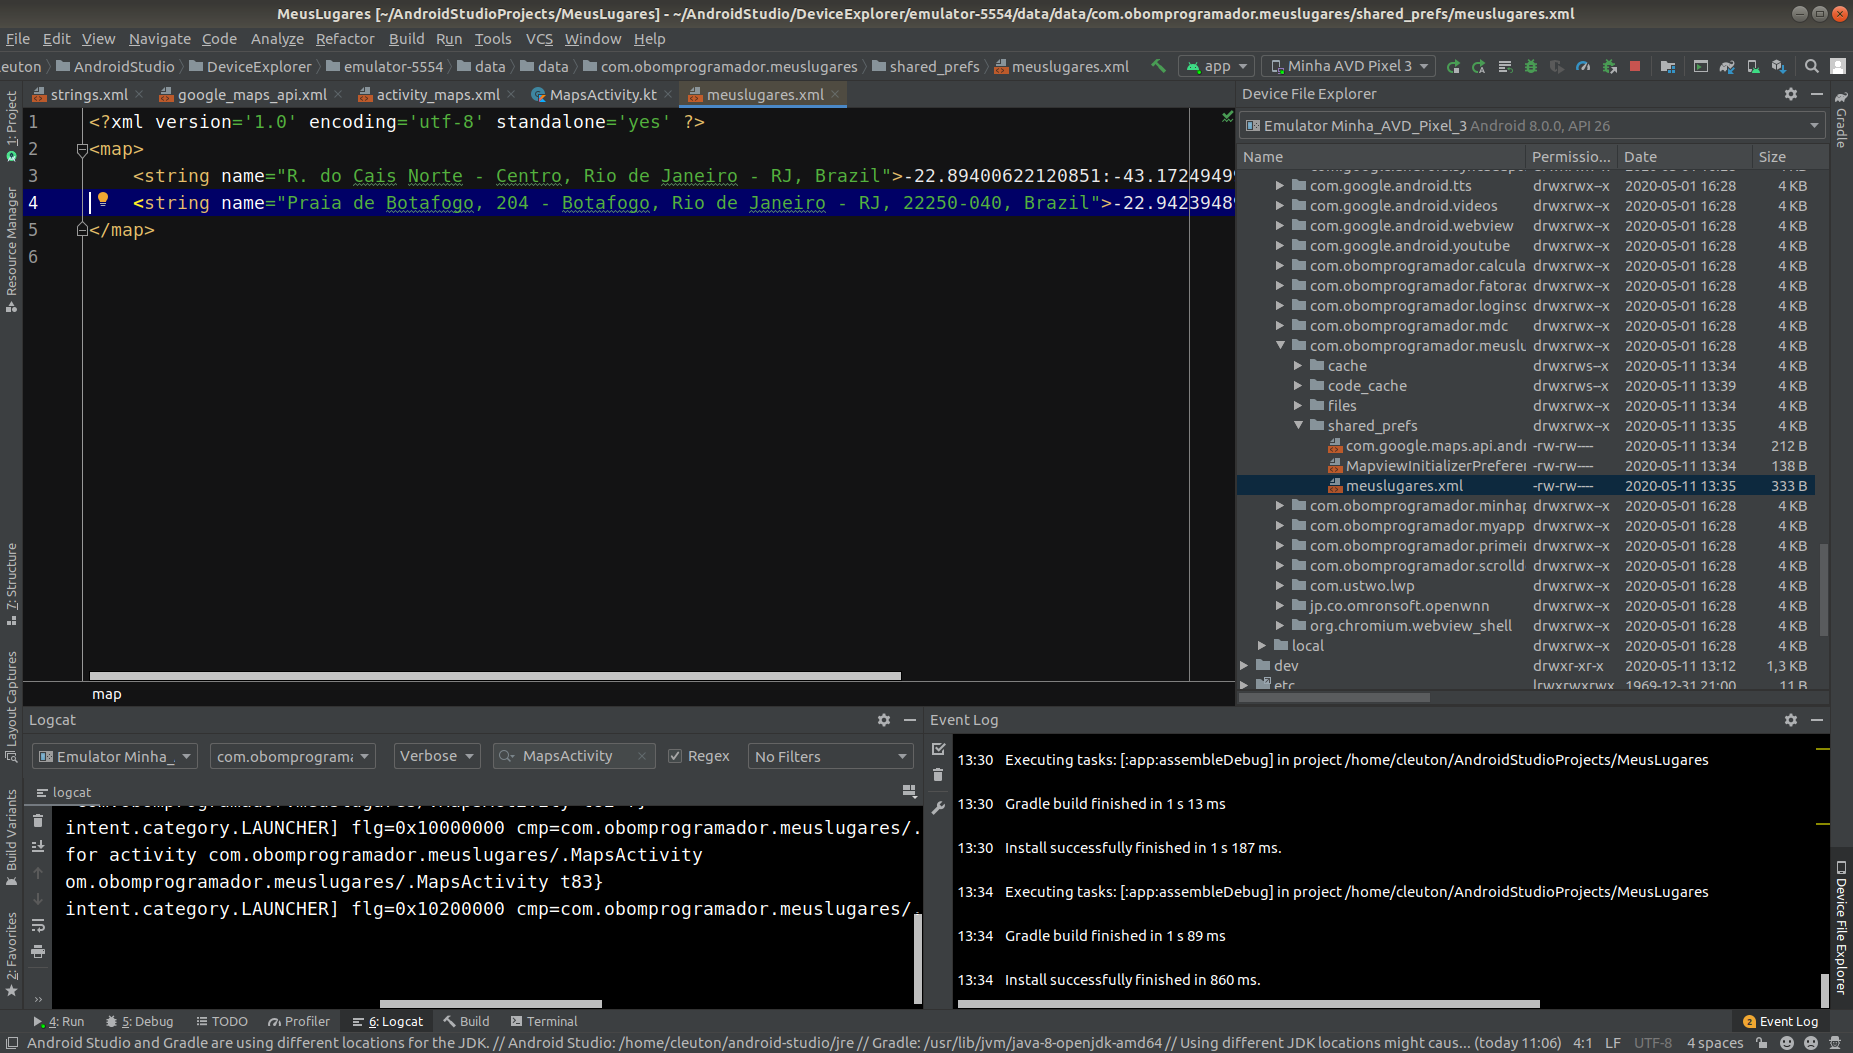 MeusLugares [~/AndroidStudioProjects/MeusLugares] - ~/AndroidStudio/DeviceExplorer/emulator-5554/data/data/com.obomprogramador.meuslugares/shared_prefs/meuslugares.xml
File Edit View Navigate Code Analyze Refactor Build Run Tools VCS Window Help
leuton AndroidStudio DeviceExplorer emulator-5554 data data com.obomprogramador.meuslugares shared_prefs meuslugares.xml app Minha AVD Pixel 3
strings.xml google_maps_api.xml activity_maps.xml MapsActivity.kt meuslugares.xml
1 <?xml version='1.0' encoding='utf-8' standalone='yes' ?>
2 <map>
3 <string name="R. do Cais Norte - Centro, Rio de Janeiro - RJ, Brazil">-22.89400622120851:-43.1724949
4 <string name="Praia de Botafogo, 204 - Botafogo, Rio de Janeiro - RJ, 22250-040, Brazil">-22.9423948
5 </map>
6
map
1: Project
Resource Manager
7: Structure
Layout Captures
Build Variants
2: Favorites
Device File Explorer
Emulator Minha_AVD_Pixel_3 Android 8.0.0, API 26
Name Permissio... Date Size
com.google.android.tts drwxrwx--x 2020-05-01 16:28 4 KB
com.google.android.videos drwxrwx--x 2020-05-01 16:28 4 KB
com.google.android.webview drwxrwx--x 2020-05-01 16:28 4 KB
com.google.android.youtube drwxrwx--x 2020-05-01 16:28 4 KB
com.obomprogramador.calcula drwxrwx--x 2020-05-01 16:28 4 KB
com.obomprogramador.fatorac drwxrwx--x 2020-05-01 16:28 4 KB
com.obomprogramador.loginsc drwxrwx--x 2020-05-01 16:28 4 KB
com.obomprogramador.mdc drwxrwx--x 2020-05-01 16:28 4 KB
com.obomprogramador.meuslu drwxrwx--x 2020-05-01 16:28 4 KB
cache drwxrws--x 2020-05-11 13:34 4 KB
code_cache drwxrws--x 2020-05-11 13:39 4 KB
files drwxrwx--x 2020-05-11 13:34 4 KB
shared_prefs drwxrwx--x 2020-05-11 13:35 4 KB
com.google.maps.api.andr -rw-rw---- 2020-05-11 13:34 212 B
MapviewInitializerPreferen -rw-rw---- 2020-05-11 13:34 138 B
meuslugares.xml -rw-rw---- 2020-05-11 13:35 333 B
com.obomprogramador.minhap drwxrwx--x 2020-05-01 16:28 4 KB
com.obomprogramador.myapp drwxrwx--x 2020-05-01 16:28 4 KB
com.obomprogramador.primeir drwxrwx--x 2020-05-01 16:28 4 KB
com.obomprogramador.scrolld drwxrwx--x 2020-05-01 16:28 4 KB
com.ustwo.lwp drwxrwx--x 2020-05-01 16:28 4 KB
jp.co.omronsoft.openwnn drwxrwx--x 2020-05-01 16:28 4 KB
org.chromium.webview_shell drwxrwx--x 2020-05-01 16:28 4 KB
local drwxrwx--x 2020-05-01 16:28 4 KB
dev drwxr-xr-x 2020-05-11 13:12 1,3 KB
etc lrwxrwxrwx 1969-12-31 21:00 11 B
Gradle
Device File Explorer
Logcat
Emulator Minha_ com.obomprograma Verbose MapsActivity Regex No Filters
logcat
intent.category.LAUNCHER] flg=0x10000000 cmp=com.obomprogramador.meuslugares/.
for activity com.obomprogramador.meuslugares/.MapsActivity
om.obomprogramador.meuslugares/.MapsActivity t83}
intent.category.LAUNCHER] flg=0x10200000 cmp=com.obomprogramador.meuslugares/.
Event Log
13:30 Executing tasks: [:app:assembleDebug] in project /home/cleuton/AndroidStudioProjects/MeusLugares
13:30 Gradle build finished in 1 s 13 ms
13:30 Install successfully finished in 1 s 187 ms.
13:34 Executing tasks: [:app:assembleDebug] in project /home/cleuton/AndroidStudioProjects/MeusLugares
13:34 Gradle build finished in 1 s 89 ms
13:34 Install successfully finished in 860 ms.
4: Run 5: Debug TODO Profiler 6: Logcat Build Terminal 2 Event Log
Android Studio and Gradle are using different locations for the JDK. // Android Studio: /home/cleuton/android-studio/jre // Gradle: /usr/lib/jvm/java-8-openjdk-amd64 // Using different JDK locations might caus... (today 11:06) 4:1 LF UTF-8 4 spaces